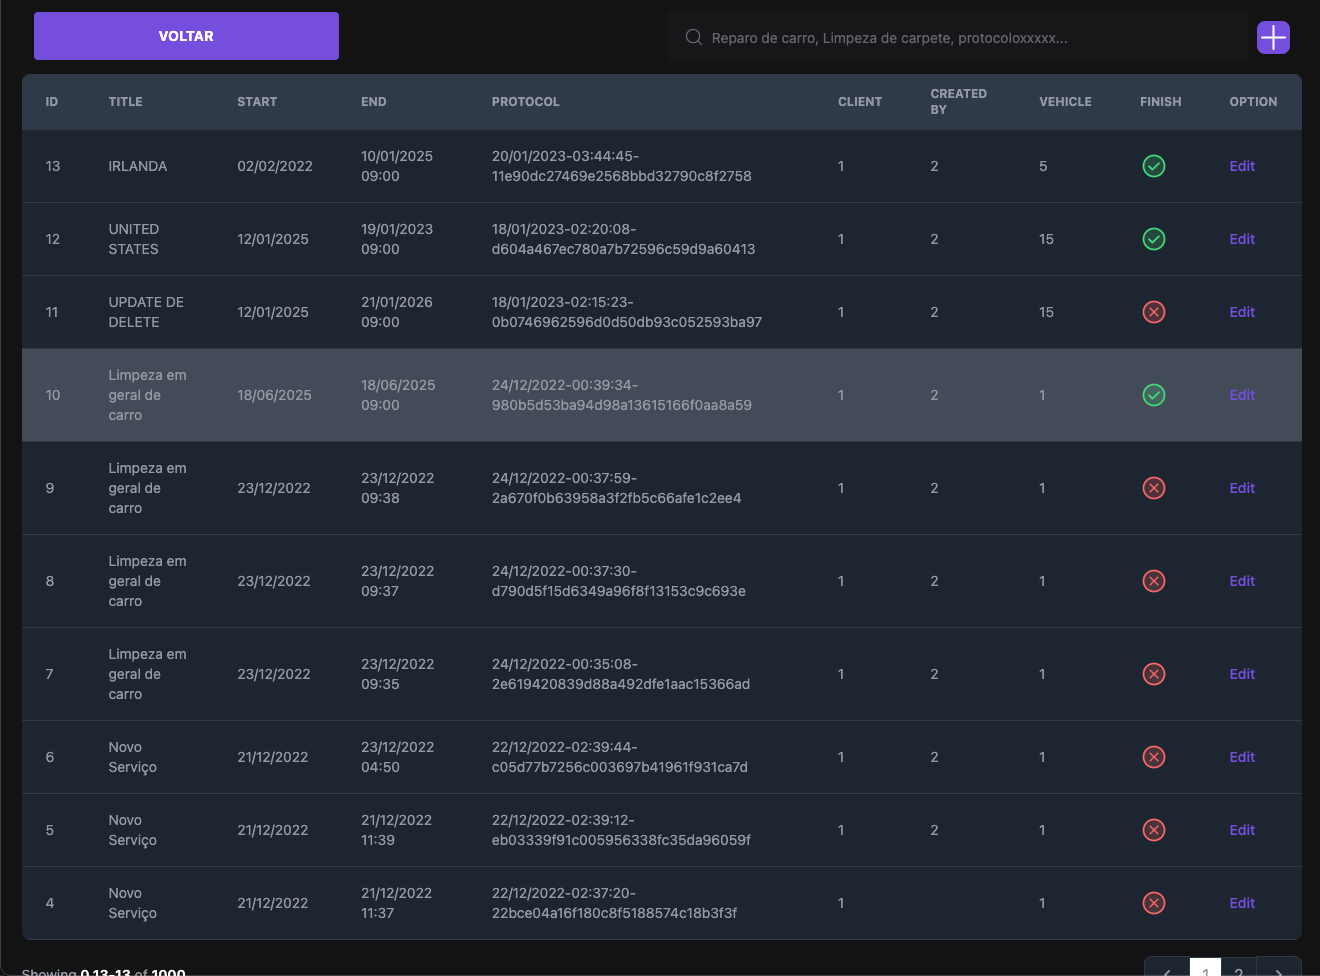 VOLTAR
Reparo de carro, Limpeza de carpete, protocoloxxxxx...
ID TITLE START END PROTOCOL CLIENT CREATED BY VEHICLE FINISH OPTION
13 IRLANDA 02/02/2022 10/01/2025 09:00 20/01/2023-03:44:45-11e90dc27469e2568bbd32790c8f2758 1 2 5 Edit
12 UNITED STATES 12/01/2025 19/01/2023 09:00 18/01/2023-02:20:08-d604a467ec780a7b72596c59d9a60413 1 2 15 Edit
11 UPDATE DE DELETE 12/01/2025 21/01/2026 09:00 18/01/2023-02:15:23-0b0746962596d0d50db93c052593ba97 1 2 15 Edit
10 Limpeza em geral de carro 18/06/2025 18/06/2025 09:00 24/12/2022-00:39:34-980b5d53ba94d98a13615166f0aa8a59 1 2 1 Edit
9 Limpeza em geral de carro 23/12/2022 23/12/2022 09:38 24/12/2022-00:37:59-2a670f0b63958a3f2fb5c66afe1c2ee4 1 2 1 Edit
8 Limpeza em geral de carro 23/12/2022 23/12/2022 09:37 24/12/2022-00:37:30-d790d5f15d6349a96f8f13153c9c693e 1 2 1 Edit
7 Limpeza em geral de carro 23/12/2022 23/12/2022 09:35 24/12/2022-00:35:08-2e619420839d88a492dfe1aac15366ad 1 2 1 Edit
6 Novo Serviço 21/12/2022 23/12/2022 04:50 22/12/2022-02:39:44-c05d77b7256c003697b41961f931ca7d 1 2 1 Edit
5 Novo Serviço 21/12/2022 21/12/2022 11:39 22/12/2022-02:39:12-eb03339f91c005956338fc35da96059f 1 2 1 Edit
4 Novo Serviço 21/12/2022 21/12/2022 11:37 22/12/2022-02:37:20-22bce04a16f180c8f5188574c18b3f3f 1 1 Edit
Showing 0.13-13 of 1000
1 2